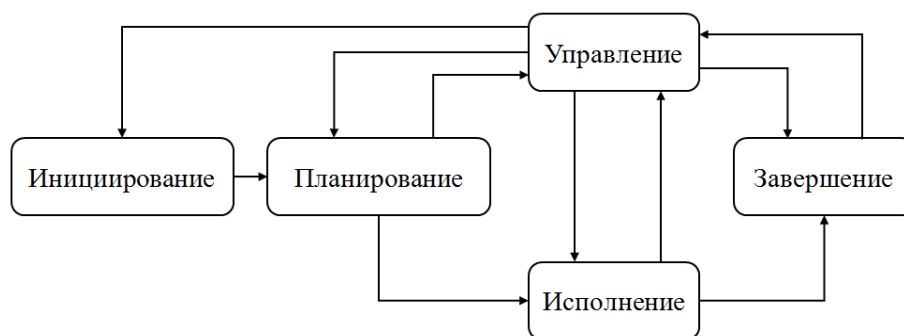 Управление
Инициирование
Планирование
Завершение
Исполнение